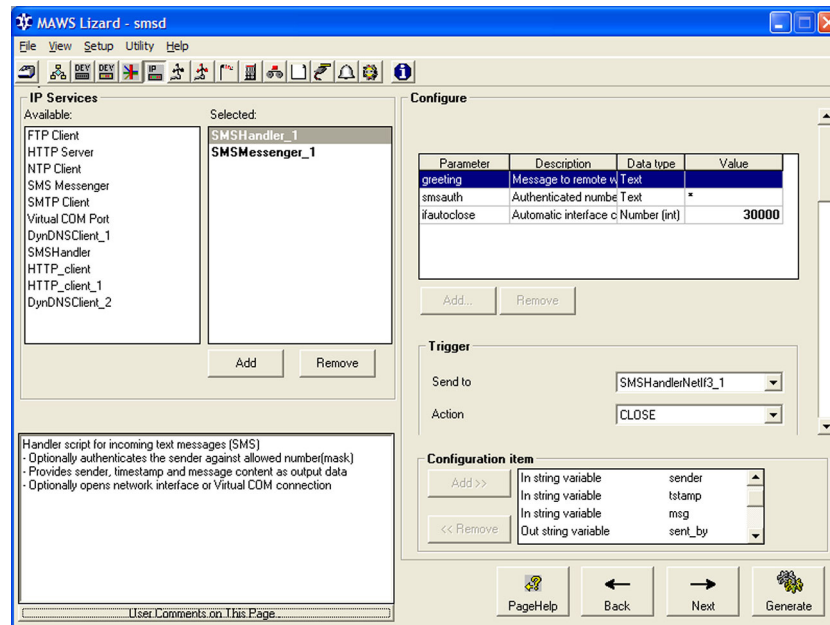 MAWS Lizard - smsd
File View Setup Utility Help
DEV DEV IP
IP Services
Available:
FTP Client
HTTP Server
NTP Client
SMS Messenger
SMTP Client
Virtual COM Port
DynDNSClient_1
SMSHandler
HTTP_client
HTTP_client_1
DynDNSClient_2
Selected:
SMSHandler_1
SMSMessenger_1
Add Remove
Handler script for incoming text messages (SMS)
- Optionally authenticates the sender against allowed number(mask)
- Provides sender, timestamp and message content as output data
- Optionally opens network interface or Virtual COM connection
User Comments on This Page..
Configure
Parameter Description Data type Value
greeting Message to remote w Text
smsauth Authenticated numbe Text *
ifautoclose Automatic interface c Number (int) 30000
Add... Remove
Trigger
Send to SMSHandlerNetIf3_1
Action CLOSE
Configuration item
Add >>
<< Remove
In string variable sender
In string variable tstamp
In string variable msg
Out string variable sent_by
PageHelp Back Next Generate